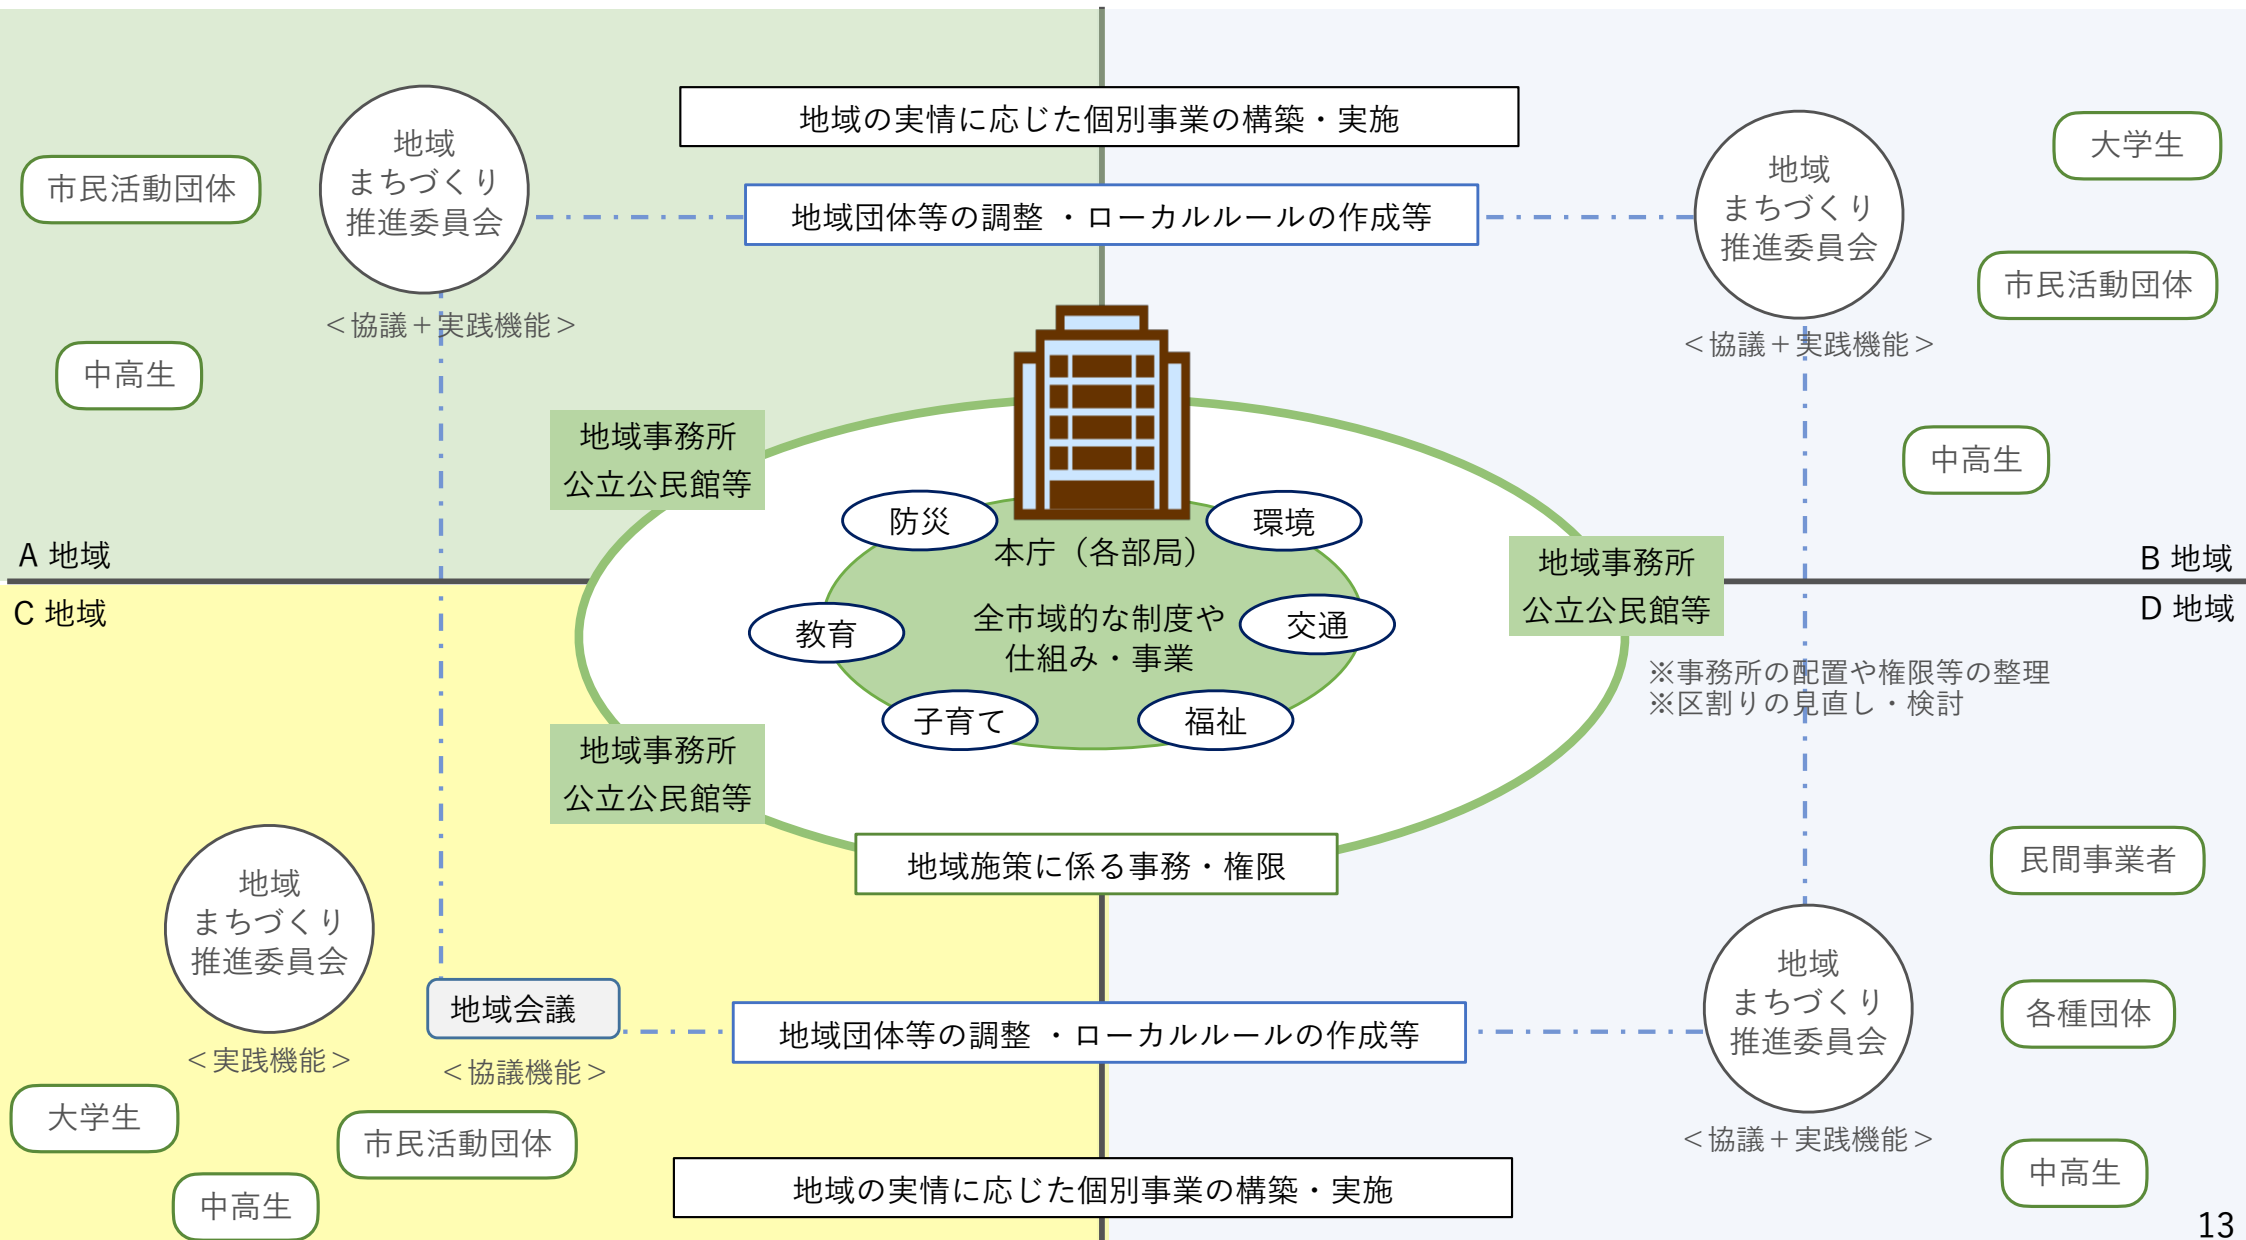 地域の実情に応じた個別事業の構築・実施
地域
まちづくり
推進委員会
市民活動団体
地域団体等の調整 ・ローカルルールの作成等
地域
まちづくり
推進委員会
大学生
市民活動団体
＜協議＋実践機能＞
＜協議＋実践機能＞
中高生
中高生
地域事務所
公立公民館等
防災
環境
本庁（各部局）
A 地域
B 地域
地域事務所
公立公民館等
C 地域
D 地域
教育
全市域的な制度や
仕組み・事業
交通
※事務所の配置や権限等の整理
※区割りの見直し・検討
子育て
福祉
地域事務所
公立公民館等
地域施策に係る事務・権限
民間事業者
地域
まちづくり
推進委員会
＜実践機能＞
地域会議
＜協議機能＞
地域団体等の調整 ・ローカルルールの作成等
地域
まちづくり
推進委員会
＜協議＋実践機能＞
各種団体
大学生
市民活動団体
中高生
地域の実情に応じた個別事業の構築・実施
中高生
13